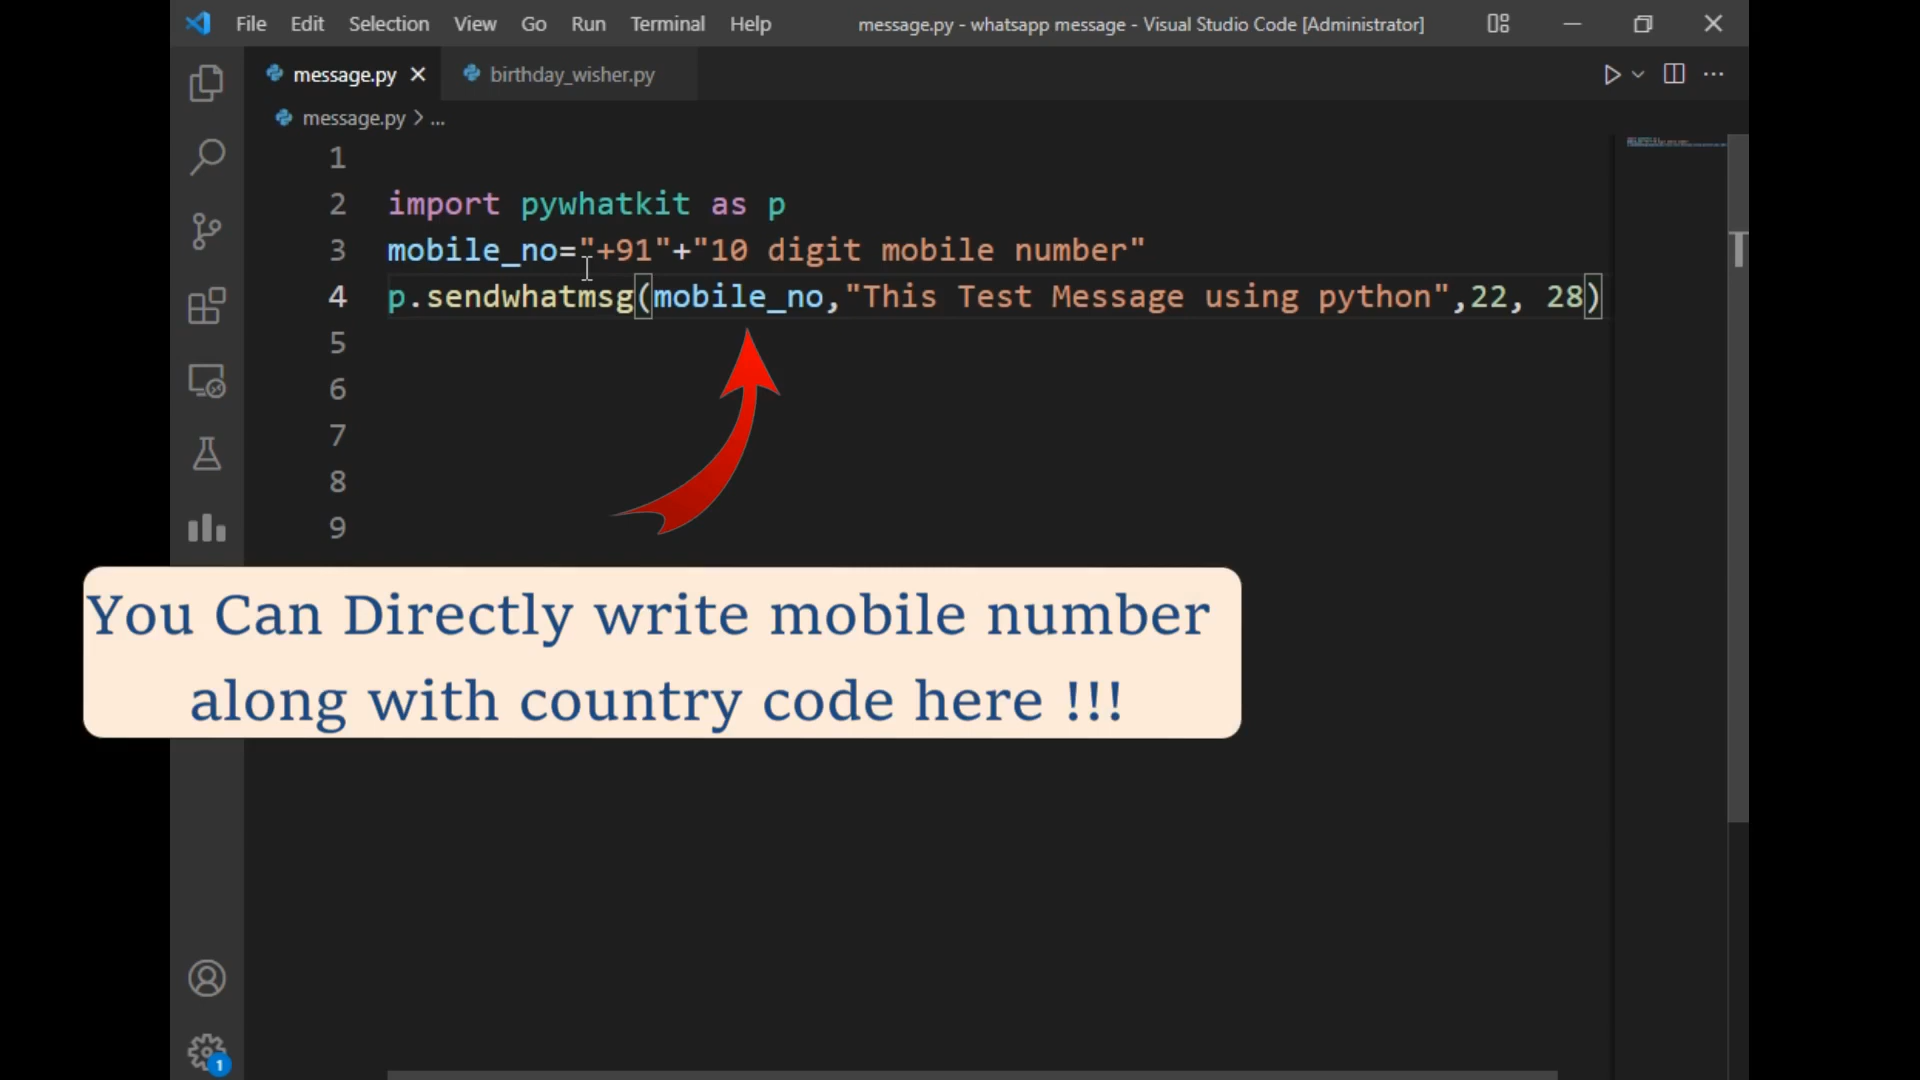 File Edit Selection View Go Run Terminal Help message.py - whatsapp message - Visual Studio Code [Administrator]
message.py birthday_wisher.py
message.py > ...
1
2 import pywhatkit as p
3 mobile_no="+91"+"10 digit mobile number"
4 p.sendwhatmsg(mobile_no,"This Test Message using python",22, 28)
5
6
7
8
9
You Can Directly write mobile number
along with country code here !!!
1